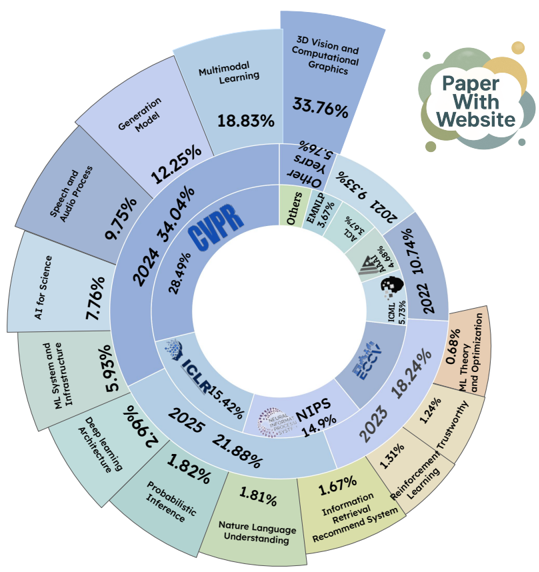 3D Vision and
Computational
Graphics
33.76%
Multimodal
Learning
18.83%
Generation
Model
12.25%
Speech and
Audio Process
9.75%
AI for Science
7.76%
ML System and
Infrastructure
5.93%
Deep learning
Architecture
2.99%
Probabilistic
Inference
1.82%
Nature Language
Understanding
1.81%
1.67%
Information
Retrieval
Recommend System
Reinforcement
Learning
1.31%
Trustworthy
1.24%
0.68%
ML Theory
and Optimization
Other
Years
5.76%
2021 9.33%
2022 10.74%
2023 18.24%
2025 21.88%
2024 34.04%
CVPR
28.49%
ICLR
15.42%
NEURAL
INFORMATION
NIPS
14.9%
ECCV
ICML
5.73%
AAAI
4.68%
ACL
3.67%
EMNLP
3.67%
Others
Paper
With
Website